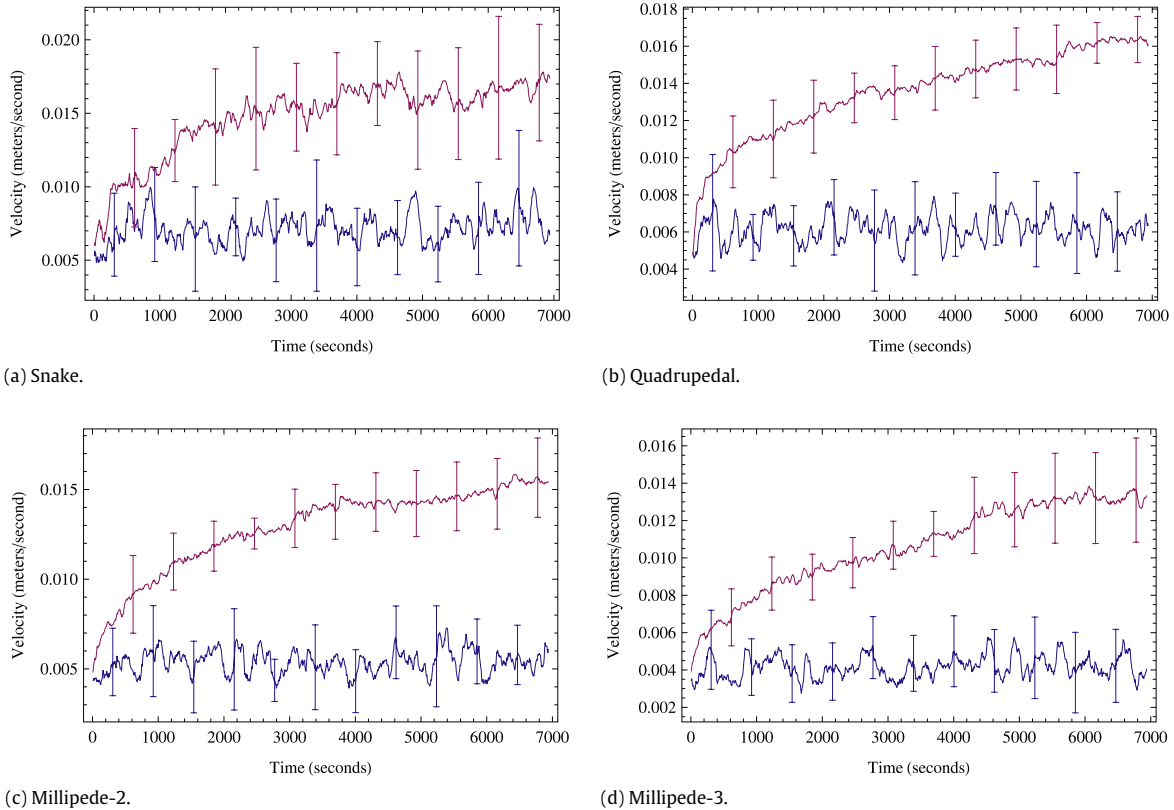 0.020
0.015
0.010
0.005
Velocity (meters/second)
0 1000 2000 3000 4000 5000 6000 7000
Time (seconds)
(a) Snake.
0.018
0.016
0.014
0.012
0.010
0.008
0.006
0.004
Velocity (meters/second)
0 1000 2000 3000 4000 5000 6000 7000
Time (seconds)
(b) Quadrupedal.
0.015
0.010
0.005
Velocity (meters/second)
0 1000 2000 3000 4000 5000 6000 7000
Time (seconds)
(c) Millipede-2.
0.016
0.014
0.012
0.010
0.008
0.006
0.004
0.002
Velocity (meters/second)
0 1000 2000 3000 4000 5000 6000 7000
Time (seconds)
(d) Millipede-3.